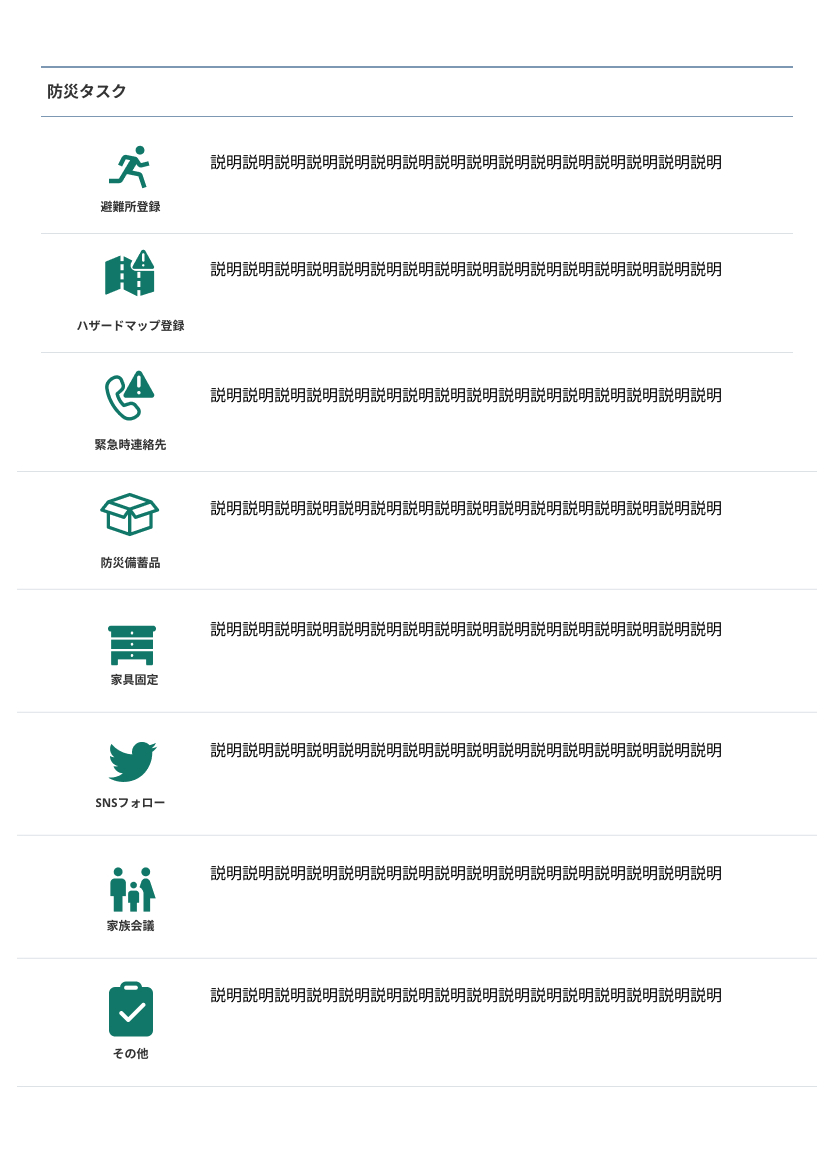 防災タスク
避難所登録
説明説明説明説明説明説明説明説明説明説明説明説明説明説明説明説明
ハザードマップ登録
説明説明説明説明説明説明説明説明説明説明説明説明説明説明説明説明
緊急時連絡先
説明説明説明説明説明説明説明説明説明説明説明説明説明説明説明説明
防災備蓄品
説明説明説明説明説明説明説明説明説明説明説明説明説明説明説明説明
家具固定
説明説明説明説明説明説明説明説明説明説明説明説明説明説明説明説明
SNSフォロー
説明説明説明説明説明説明説明説明説明説明説明説明説明説明説明説明
家族会議
説明説明説明説明説明説明説明説明説明説明説明説明説明説明説明説明
その他
説明説明説明説明説明説明説明説明説明説明説明説明説明説明説明説明